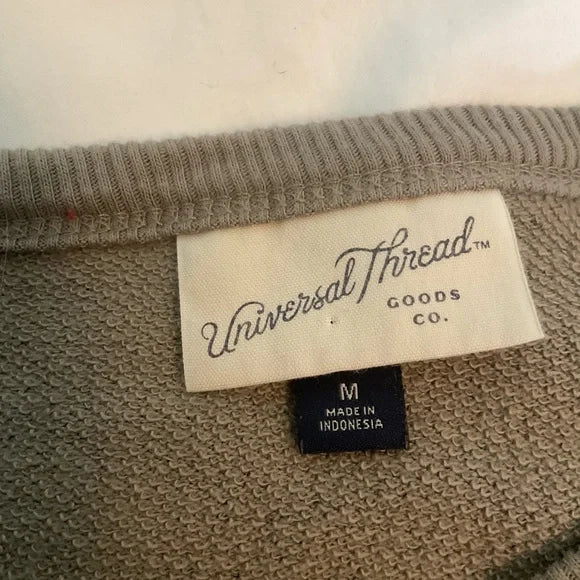 Universal Thread™
GOODS
CO.
M
MADE IN
INDONESIA